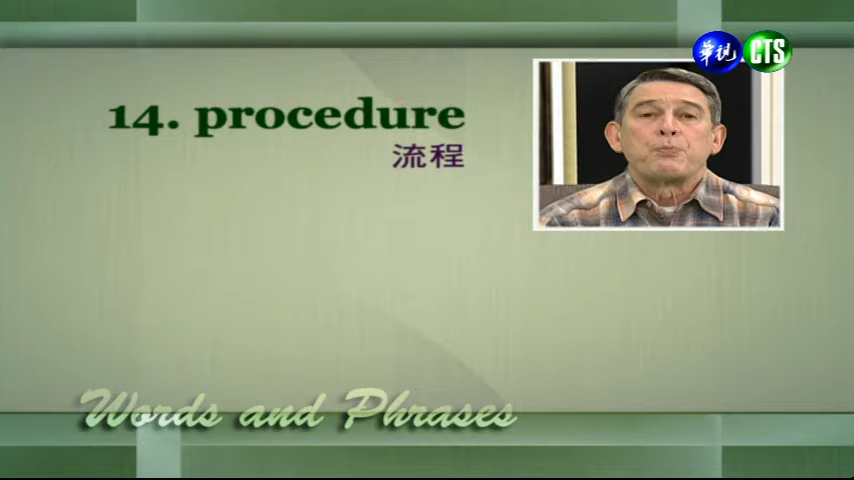 華視 CTS
14. procedure
流程
Words and Phrases